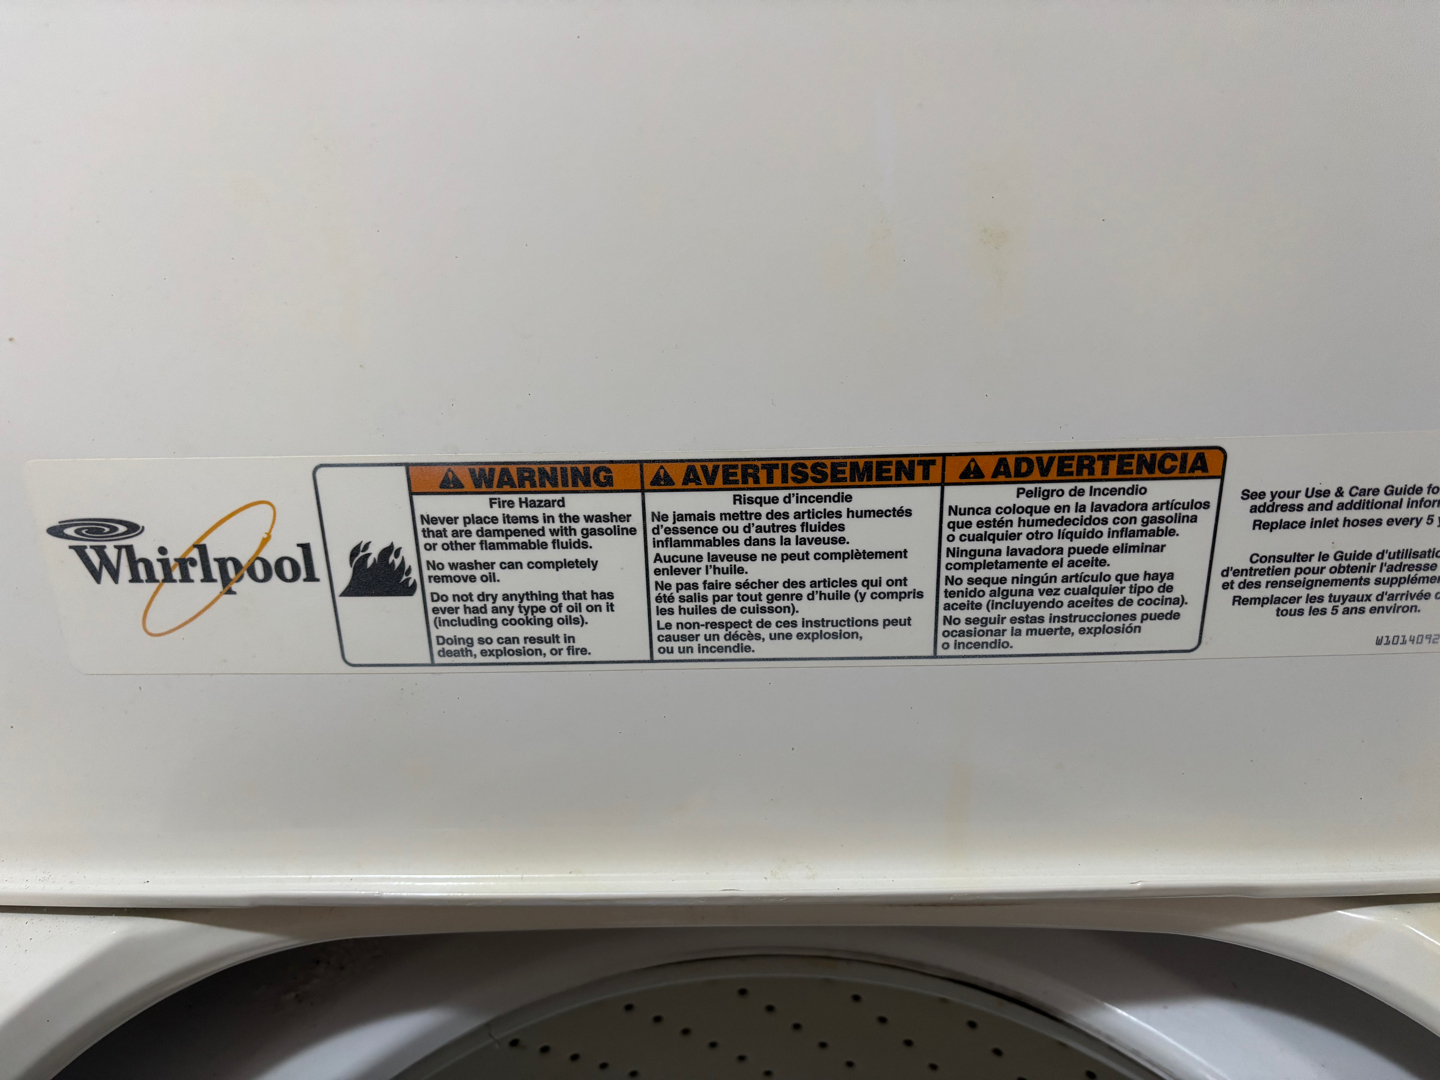 Whirlpool
WARNING
Fire Hazard
Never place items in the washer
that are dampened with gasoline
or other flammable fluids.
No washer can completely
remove oil.
Do not dry anything that has
ever had any type of oil on it
(including cooking oils).
Doing so can result in
death, explosion, or fire.
AVERTISSEMENT
Risque d'incendie
Ne jamais mettre des articles humectés
d'essence ou d'autres fluides
inflammables dans la laveuse.
Aucune laveuse ne peut complètement
enlever l'huile.
Ne pas faire sécher des articles qui ont
été salis par tout genre d'huile (y compris
les huiles de cuisson).
Le non-respect de ces instructions peut
causer un décès, une explosion,
ou un incendie.
ADVERTENCIA
Peligro de Incendio
Nunca coloque en la lavadora artículos
que estén humedecidos con gasolina
o cualquier otro líquido inflamable.
Ninguna lavadora puede eliminar
completamente el aceite.
No seque ningún artículo que haya
tenido alguna vez cualquier tipo de
aceite (incluyendo aceites de cocina).
No seguir estas instrucciones puede
ocasionar la muerte, explosión
o incendio.
See your Use & Care Guide
address and additional
Replace inlet hoses every 5
Consulter le Guide
d'entretien pour obtenir l'adresse
et des renseignements
Remplacer les tuyaux d'arrivée
tous les 5 ans environ.